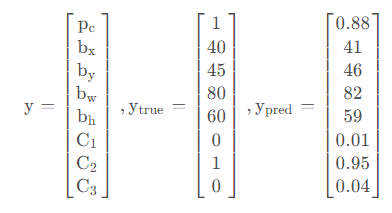 pc 1 0.88
bx 40 41
by 45 46
bw 80 82
y = bh , ytrue = 60 , ypred = 59
C1 0 0.01
C2 1 0.95
C3 0 0.04